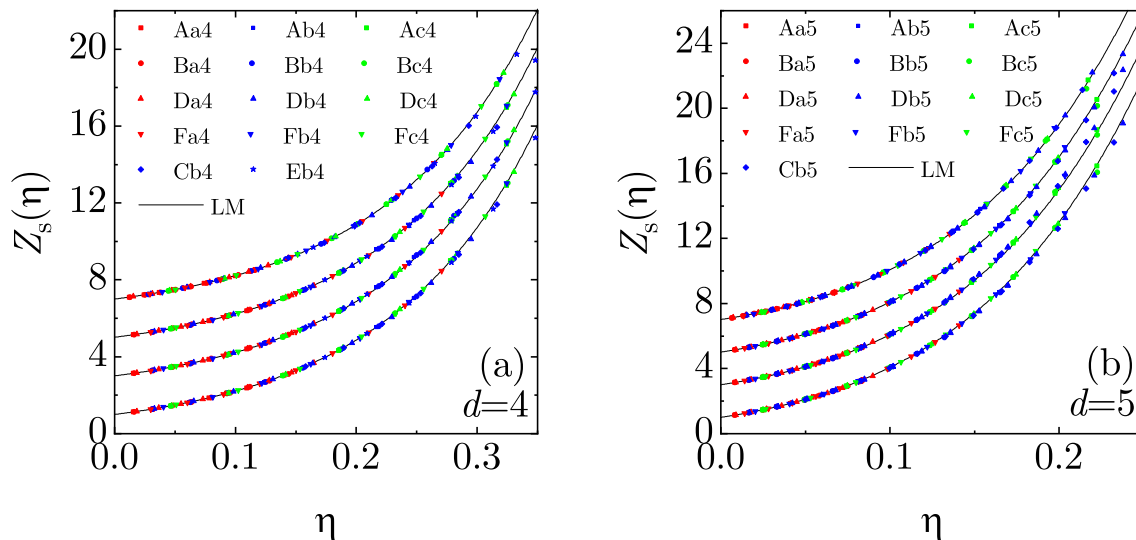 Aa4 Ab4 Ac4
Ba4 Bb4 Bc4
Da4 Db4 Dc4
Fa4 Fb4 Fc4
Cb4 Eb4
LM
Z_s(η)
20
16
12
8
4
0
0.0 0.1 0.2 0.3
η
(a)
d=4
Aa5 Ab5 Ac5
Ba5 Bb5 Bc5
Da5 Db5 Dc5
Fa5 Fb5 Fc5
Cb5 LM
Z_s(η)
24
20
16
12
8
4
0
0.0 0.1 0.2
η
(b)
d=5